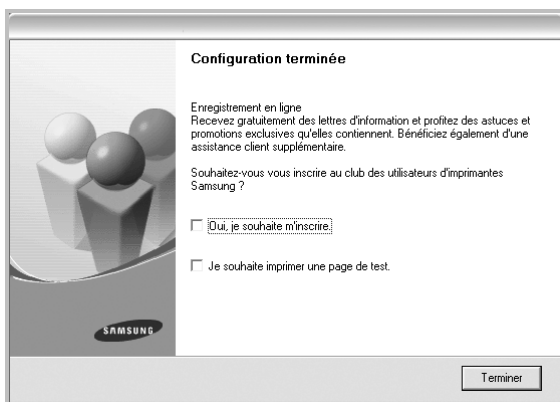 Configuration terminée
Enregistrement en ligne
Recevez gratuitement des lettres d'information et profitez des astuces et
promotions exclusives qu'elles contiennent. Bénéficiez également d'une
assistance client supplémentaire.
Souhaitez-vous vous inscrire au club des utilisateurs d'imprimantes
Samsung ?
Oui, je souhaite m'inscrire.
Je souhaite imprimer une page de test.
SAMSUNG
Terminer